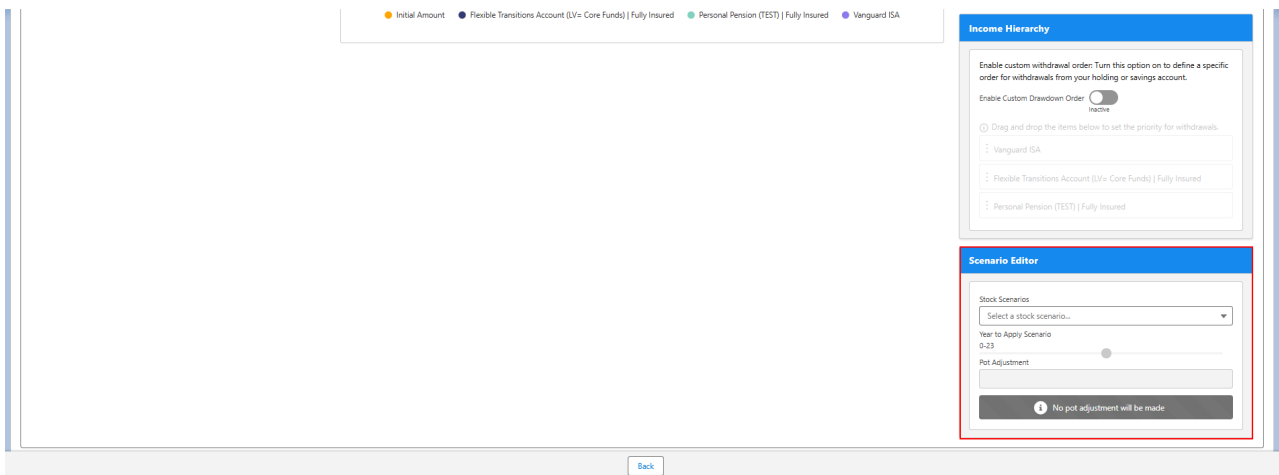 Initial Amount Flexible Transitions Account (LV= Core Funds) | Fully Insured Personal Pension (TEST) | Fully Insured Vanguard ISA
Income Hierarchy
Enable custom withdrawal order: Turn this option on to define a specific
order for withdrawals from your holding or savings account.
Enable Custom Drawdown Order
Inactive
Drag and drop the items below to set the priority for withdrawals.
Vanguard ISA
Flexible Transitions Account (LV= Core Funds) | Fully Insured
Personal Pension (TEST) | Fully Insured
Scenario Editor
Stock Scenarios
Select a stock scenario...
Year to Apply Scenario
0-23
Pot Adjustment
No pot adjustment will be made
Back